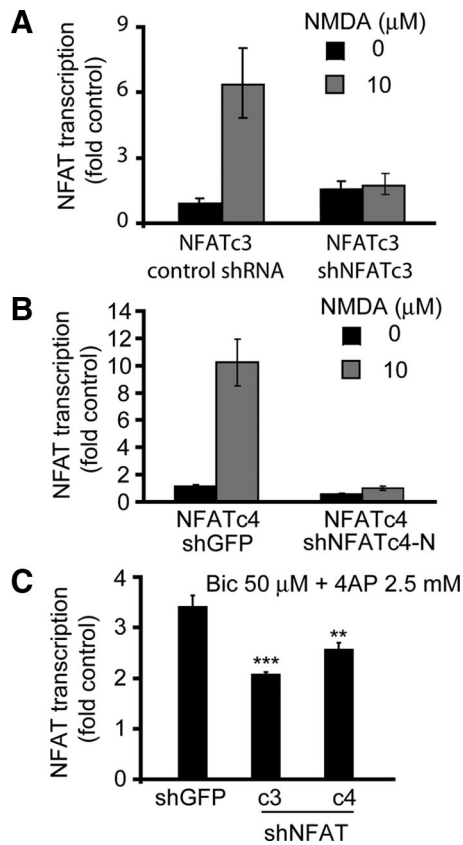 A
NFAT transcription
(fold control)
9
6
3
0
NMDA (μM)
0
10
NFATc3
control shRNA
NFATc3
shNFATc3
B
NFAT transcription
(fold control)
14
12
10
8
6
4
2
0
NMDA (μM)
0
10
NFATc4
shGFP
NFATc4
shNFATc4-N
C
NFAT transcription
(fold control)
4
3
2
1
0
Bic 50 μM + 4AP 2.5 mM
***
**
shGFP
c3
c4
shNFAT